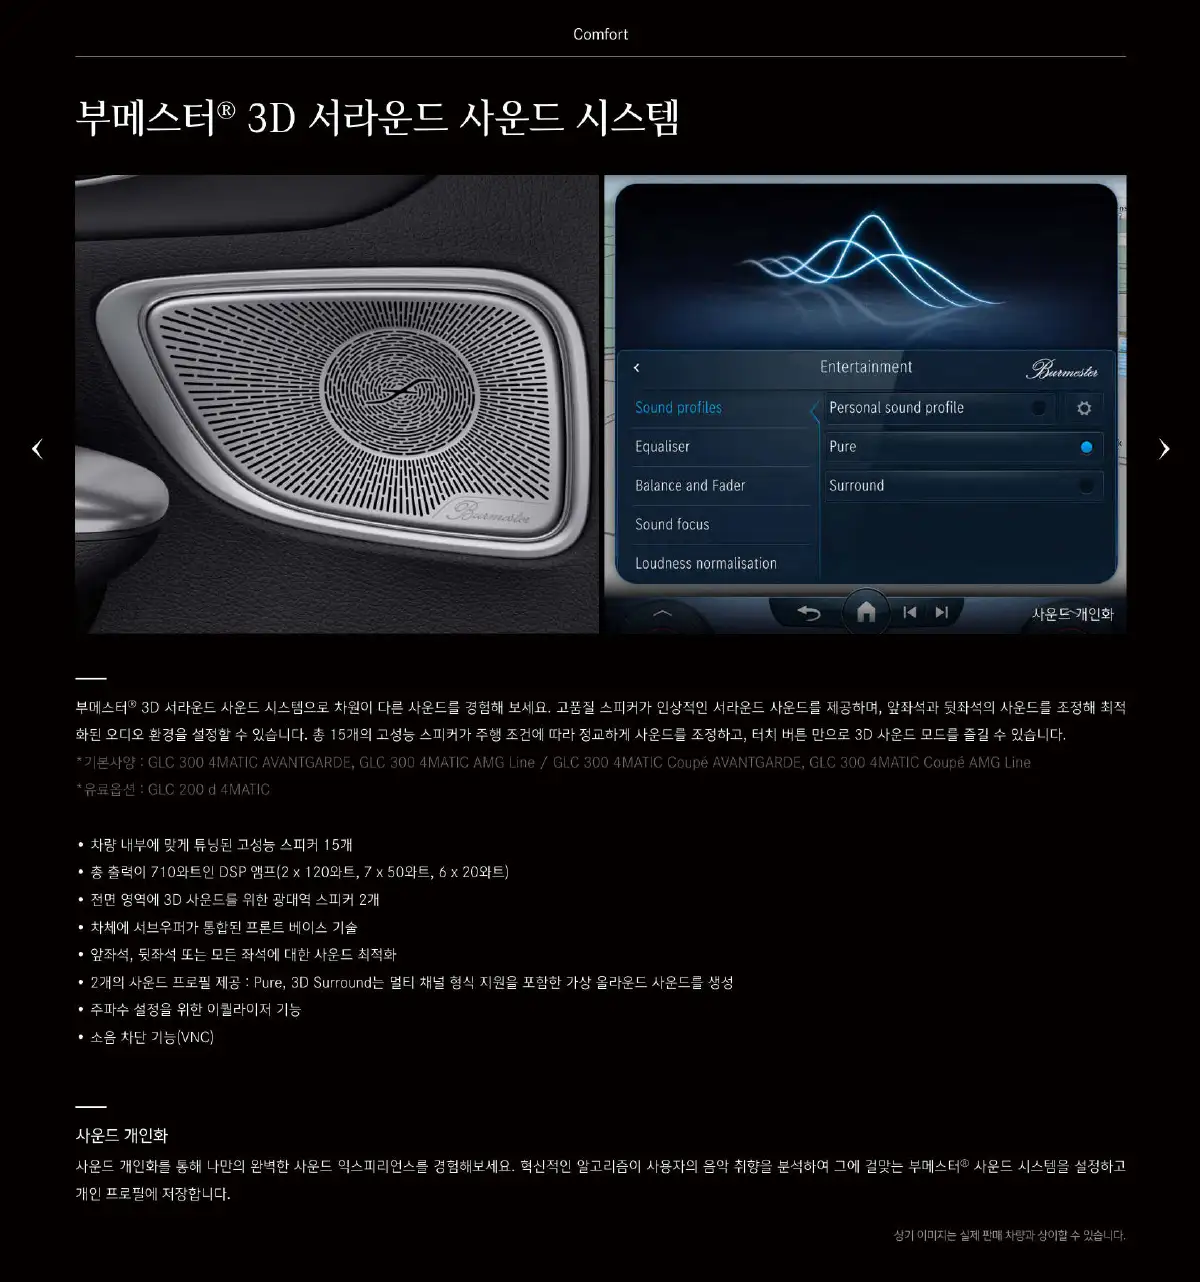 Comfort
부메스터® 3D 서라운드 사운드 시스템
Burmester
Entertainment
Burmester
Sound profiles
Personal sound profile
Equaliser
Pure
Balance and Fader
Surround
Sound focus
Loudness normalisation
사운드 개인화
부메스터® 3D 서라운드 사운드 시스템으로 차원이 다른 사운드를 경험해 보세요. 고품질 스피커가 인상적인 서라운드 사운드를 제공하며, 앞좌석과 뒷좌석의 사운드를 조정해 최적
화된 오디오 환경을 설정할 수 있습니다. 총 15개의 고성능 스피커가 주행 조건에 따라 정교하게 사운드를 조정하고, 터치 버튼 만으로 3D 사운드 모드를 즐길 수 있습니다.
*기본사양 : GLC 300 4MATIC AVANTGARDE, GLC 300 4MATIC AMG Line / GLC 300 4MATIC Coupé AVANTGARDE, GLC 300 4MATIC Coupé AMG Line
*유료옵션 : GLC 200 d 4MATIC
• 차량 내부에 맞게 튜닝된 고성능 스피커 15개
• 총 출력이 710와트인 DSP 앰프(2 x 120와트, 7 x 50와트, 6 x 20와트)
• 전면 영역에 3D 사운드를 위한 광대역 스피커 2개
• 차체에 서브우퍼가 통합된 프론트 베이스 기술
• 앞좌석, 뒷좌석 또는 모든 좌석에 대한 사운드 최적화
• 2개의 사운드 프로필 제공 : Pure, 3D Surround는 멀티 채널 형식 지원을 포함한 가상 올라운드 사운드를 생성
• 주파수 설정을 위한 이퀄라이저 기능
• 소음 차단 기능(VNC)
사운드 개인화
사운드 개인화를 통해 나만의 완벽한 사운드 익스피리언스를 경험해보세요. 혁신적인 알고리즘이 사용자의 음악 취향을 분석하여 그에 걸맞는 부메스터® 사운드 시스템을 설정하고
개인 프로필에 저장합니다.
상기 이미지는 실제 판매 차량과 상이할 수 있습니다.